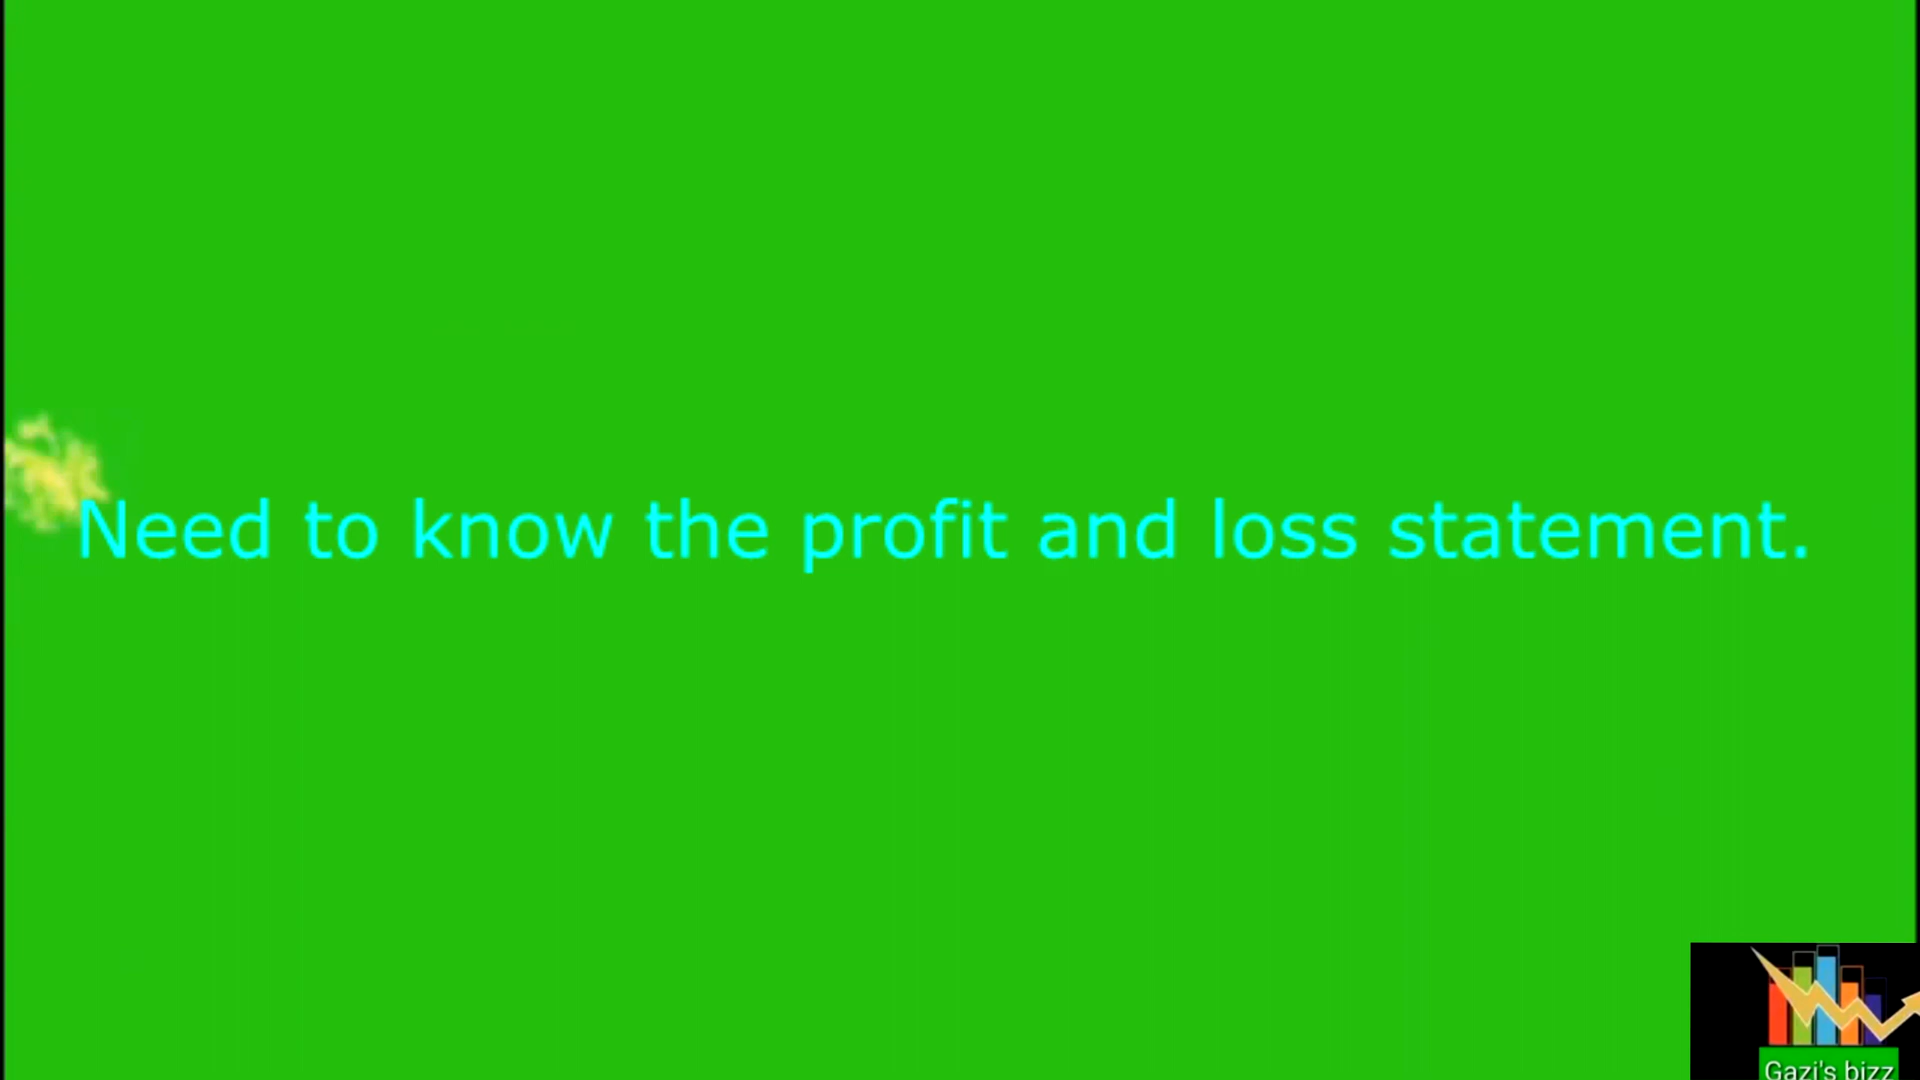 Need to know the profit and loss statement.
Gazi's bizz